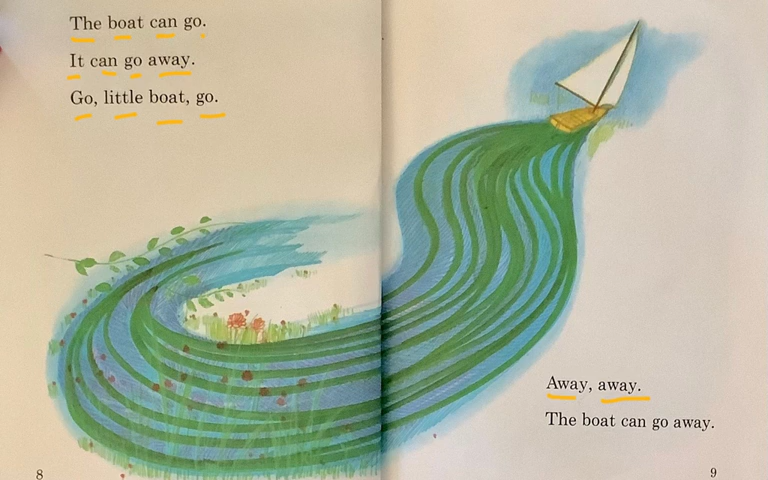 The boat can go.
It can go away.
Go, little boat, go.
8
Away, away.
The boat can go away.
9